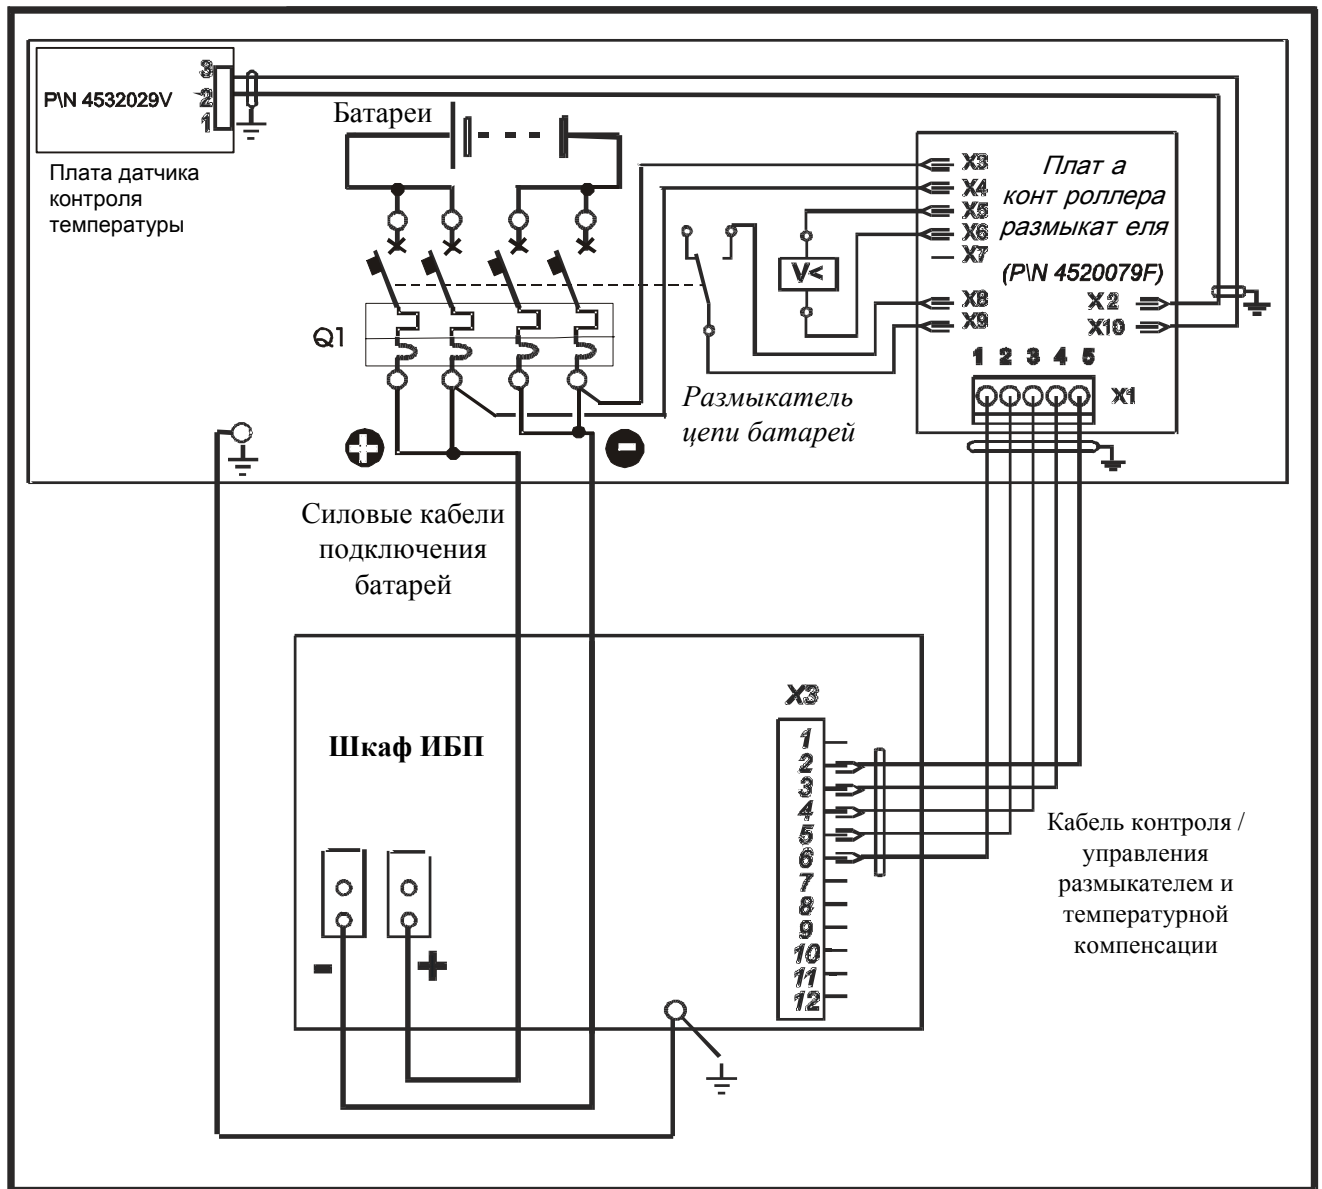 3
P\N 4532029V
2
1
Плата датчика
контроля
температуры
Батареи
Q1
X3
X4
X5
X6
X7
X8
X9
Плат а
конт роллера
размыкат еля
(P\N 4520079F)
X2
X10
1 2 3 4 5
X1
V<
Размыкатель
цепи батарей
+
-
Силовые кабели
подключения
батарей
Шкаф ИБП
- +
X3
1
2
3
4
5
6
7
8
9
10
11
12
Кабель контроля /
управления
размыкателем и
температурной
компенсации